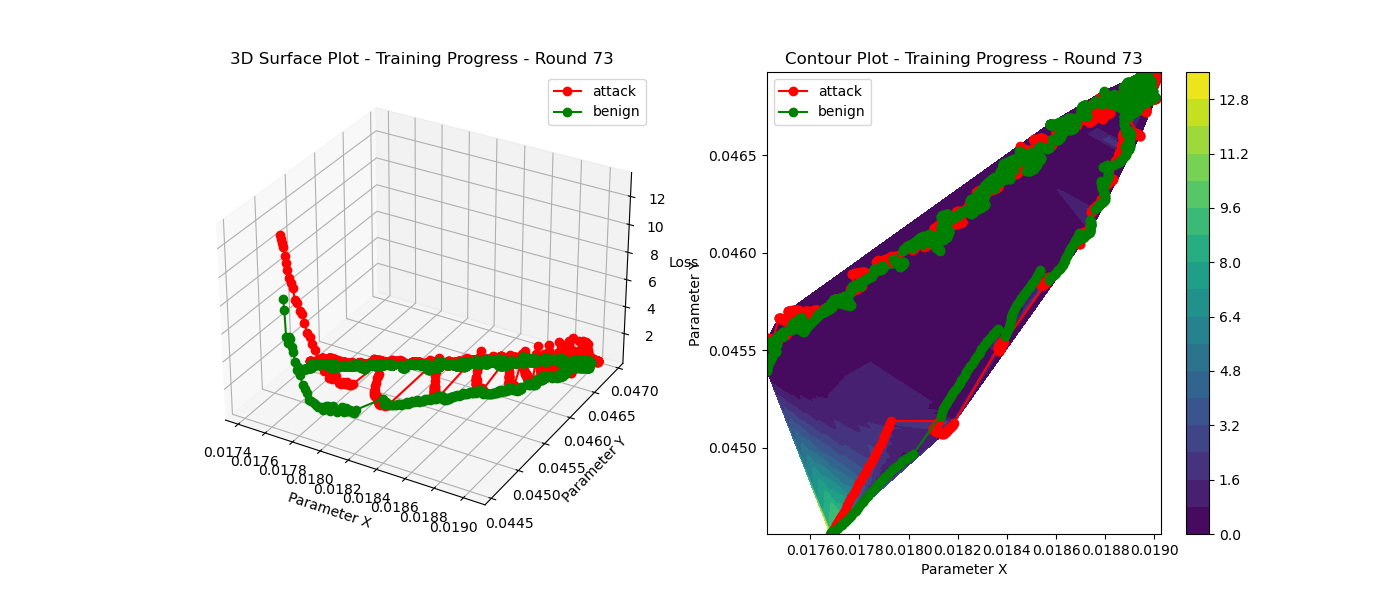 3D Surface Plot - Training Progress - Round 73
attack
benign
12
10
8
6
4
2
Loss
0.0470
0.0465
0.0460
0.0455
0.0450
0.0445
Parameter Y
0.0174
0.0176
0.0178
0.0180
0.0182
0.0184
0.0186
0.0188
0.0190
Parameter X
Contour Plot - Training Progress - Round 73
attack
benign
0.0465
0.0460
0.0455
0.0450
Parameter Y
0.0176 0.0178 0.0180 0.0182 0.0184 0.0186 0.0188 0.0190
Parameter X
12.8
11.2
9.6
8.0
6.4
4.8
3.2
1.6
0.0